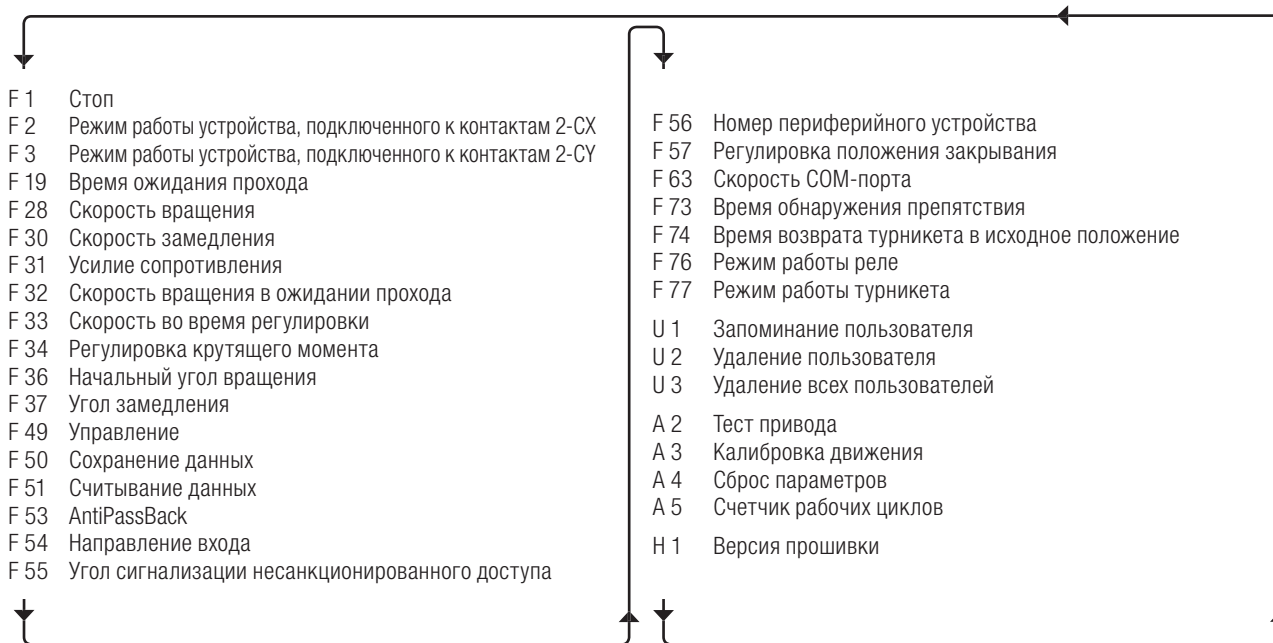 F 1 Стоп
F 2 Режим работы устройства, подключенного к контактам 2-CX
F 3 Режим работы устройства, подключенного к контактам 2-CY
F 19 Время ожидания прохода
F 28 Скорость вращения
F 30 Скорость замедления
F 31 Усилие сопротивления
F 32 Скорость вращения в ожидании прохода
F 33 Скорость во время регулировки
F 34 Регулировка крутящего момента
F 36 Начальный угол вращения
F 37 Угол замедления
F 49 Управление
F 50 Сохранение данных
F 51 Считывание данных
F 53 AntiPassBack
F 54 Направление входа
F 55 Угол сигнализации несанкционированного доступа
F 56 Номер периферийного устройства
F 57 Регулировка положения закрывания
F 63 Скорость COM-порта
F 73 Время обнаружения препятствия
F 74 Время возврата турникета в исходное положение
F 76 Режим работы реле
F 77 Режим работы турникета
U 1 Запоминание пользователя
U 2 Удаление пользователя
U 3 Удаление всех пользователей
A 2 Тест привода
A 3 Калибровка движения
A 4 Сброс параметров
A 5 Счетчик рабочих циклов
H 1 Версия прошивки